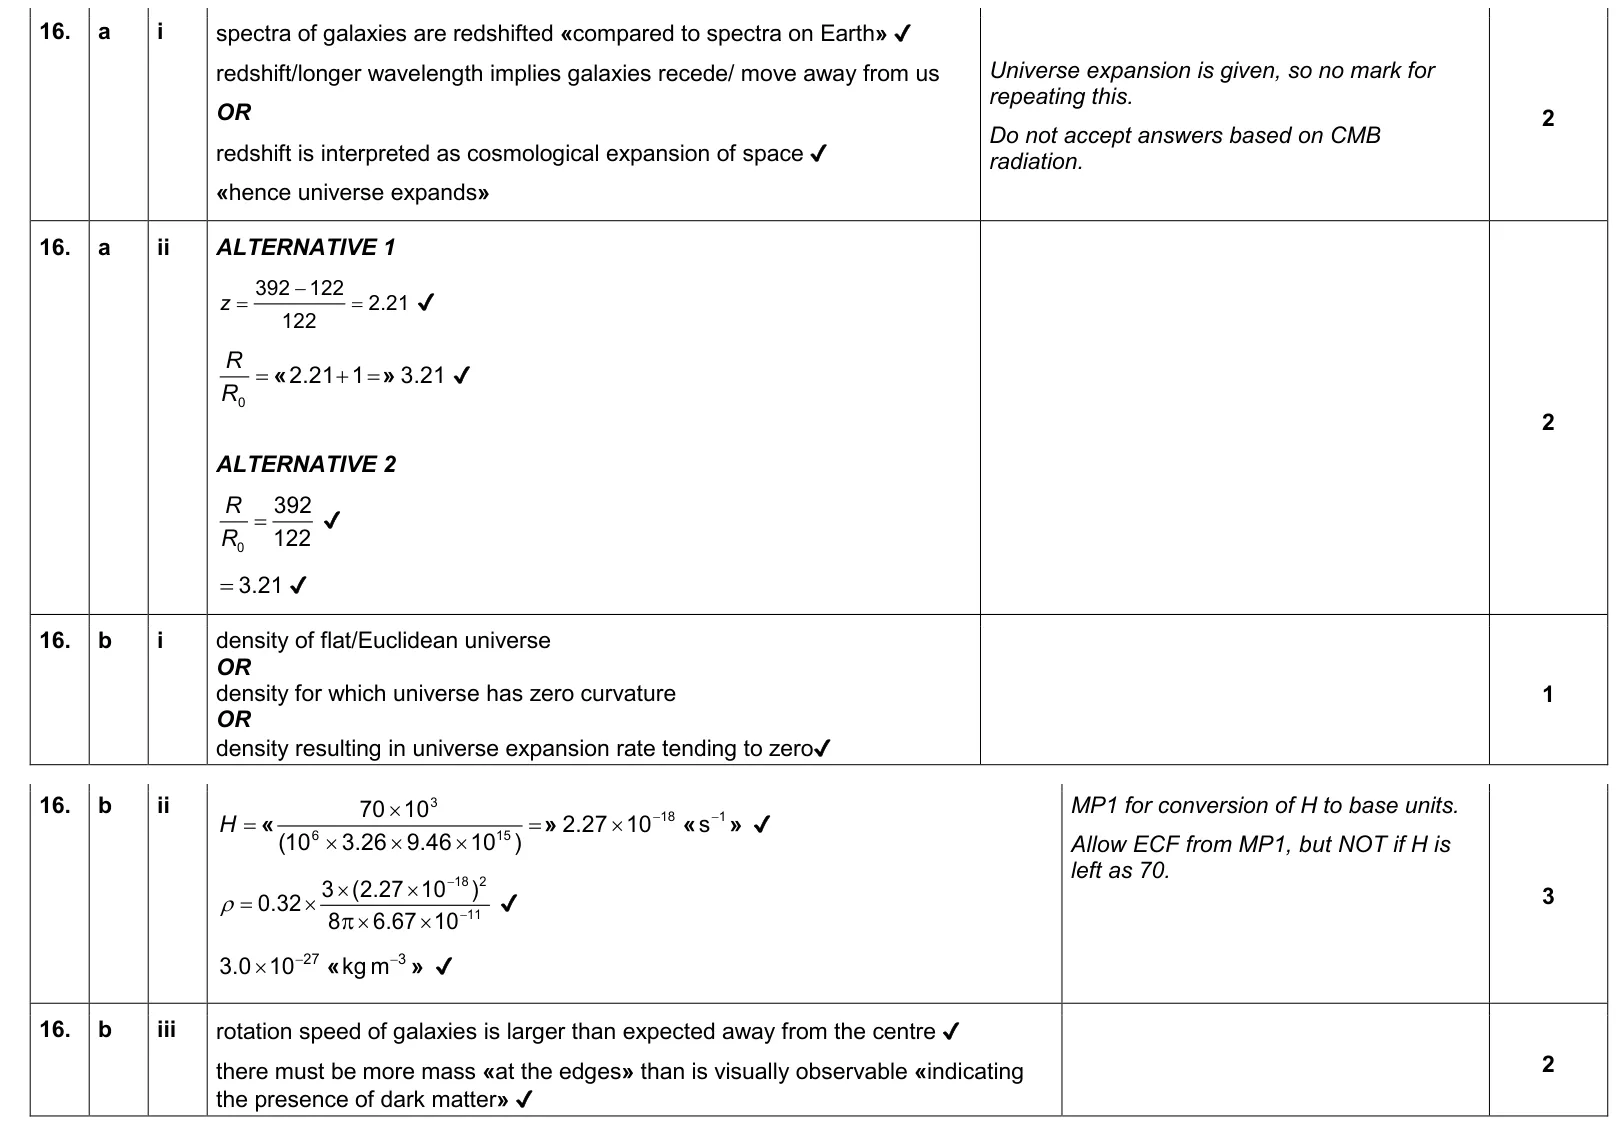 16. a i spectra of galaxies are redshifted «compared to spectra on Earth» ✔
redshift/longer wavelength implies galaxies recede/ move away from us
OR
redshift is interpreted as cosmological expansion of space ✔
«hence universe expands»
Universe expansion is given, so no mark for
repeating this.
Do not accept answers based on CMB
radiation.
2
16. a ii ALTERNATIVE 1
z = (392 − 122)/122 = 2.21 ✔
R/R₀ = «2.21+1=» 3.21 ✔
ALTERNATIVE 2
R/R₀ = 392/122 ✔
= 3.21 ✔
2
16. b i density of flat/Euclidean universe
OR
density for which universe has zero curvature
OR
density resulting in universe expansion rate tending to zero✔
1
16. b ii H = « 70×10³/(10⁶ × 3.26 × 9.46 × 10¹⁵) =» 2.27 × 10⁻¹⁸ «s⁻¹» ✔
ρ = 0.32 × 3×(2.27×10⁻¹⁸)²/(8π × 6.67 × 10⁻¹¹) ✔
3.0 × 10⁻²⁷ «kg m⁻³» ✔
MP1 for conversion of H to base units.
Allow ECF from MP1, but NOT if H is
left as 70.
3
16. b iii rotation speed of galaxies is larger than expected away from the centre ✔
there must be more mass «at the edges» than is visually observable «indicating
the presence of dark matter» ✔
2